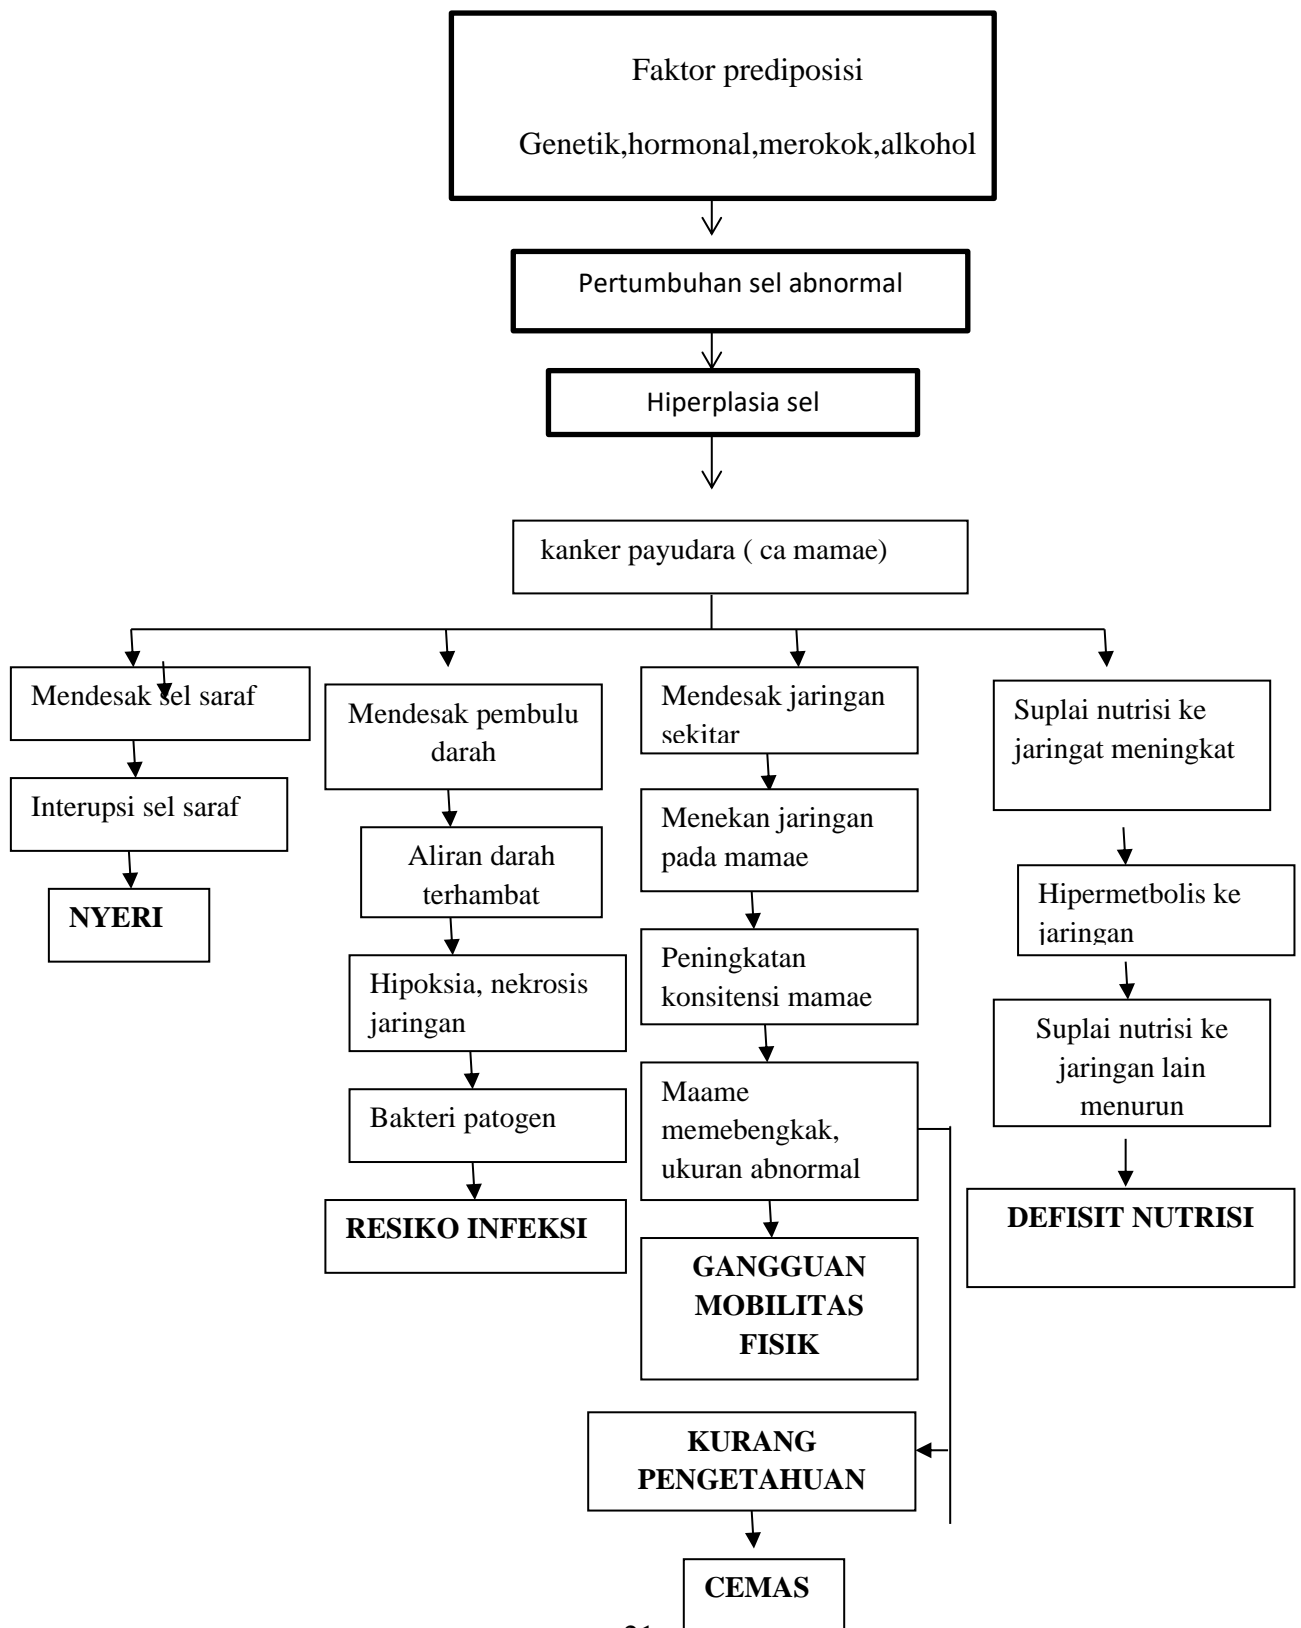 Faktor prediposisi
Genetik,hormonal,merokok,alkohol
Pertumbuhan sel abnormal
Hiperplasia sel
kanker payudara ( ca mamae)
Mendesak sel saraf
Interupsi sel saraf
NYERI
Mendesak pembulu
darah
Aliran darah
terhambat
Hipoksia, nekrosis
jaringan
Bakteri patogen
RESIKO INFEKSI
Mendesak jaringan
sekitar
Menekan jaringan
pada mamae
Peningkatan
konsitensi mamae
Maame
memebengkak,
ukuran abnormal
GANGGUAN
MOBILITAS
FISIK
KURANG
PENGETAHUAN
CEMAS
Suplai nutrisi ke
jaringat meningkat
Hipermetbolis ke
jaringan
Suplai nutrisi ke
jaringan lain
menurun
DEFISIT NUTRISI